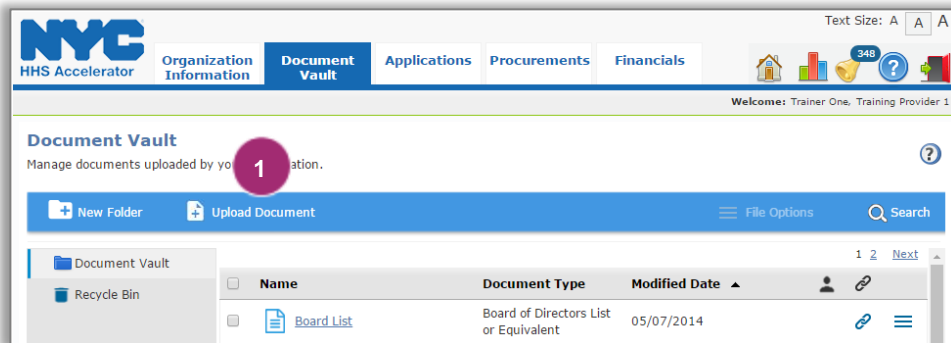 Text Size: A A A
NYC
HHS Accelerator
Organization Information
Document Vault
Applications
Procurements
Financials
348
?
Welcome: Trainer One, Training Provider 1
Document Vault
Manage documents uploaded by yo ation.
1
?
New Folder
Upload Document
File Options
Search
Document Vault
Recycle Bin
1 2 Next
Name Document Type Modified Date ▲
Board List Board of Directors List or Equivalent 05/07/2014